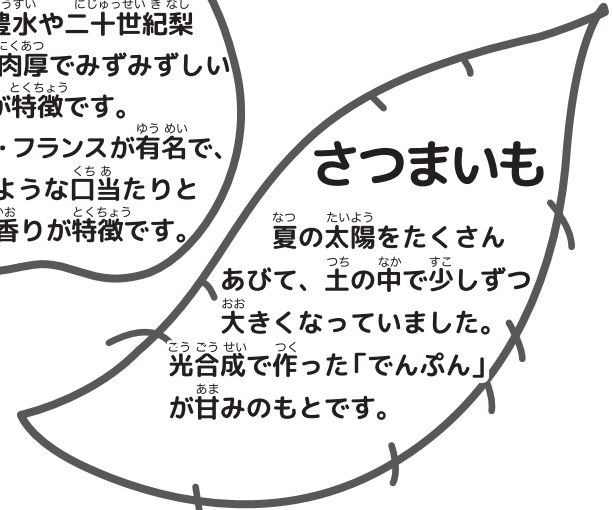 豊水や二十世紀梨
肉厚でみずみずしい
が特徴です。
・フランスが有名で、
ような口当たりと
香りが特徴です。
さつまいも
夏の太陽をたくさん
あびて、土の中で少しずつ
大きくなっていました。
光合成で作った「でんぷん」
が甘みのもとです。